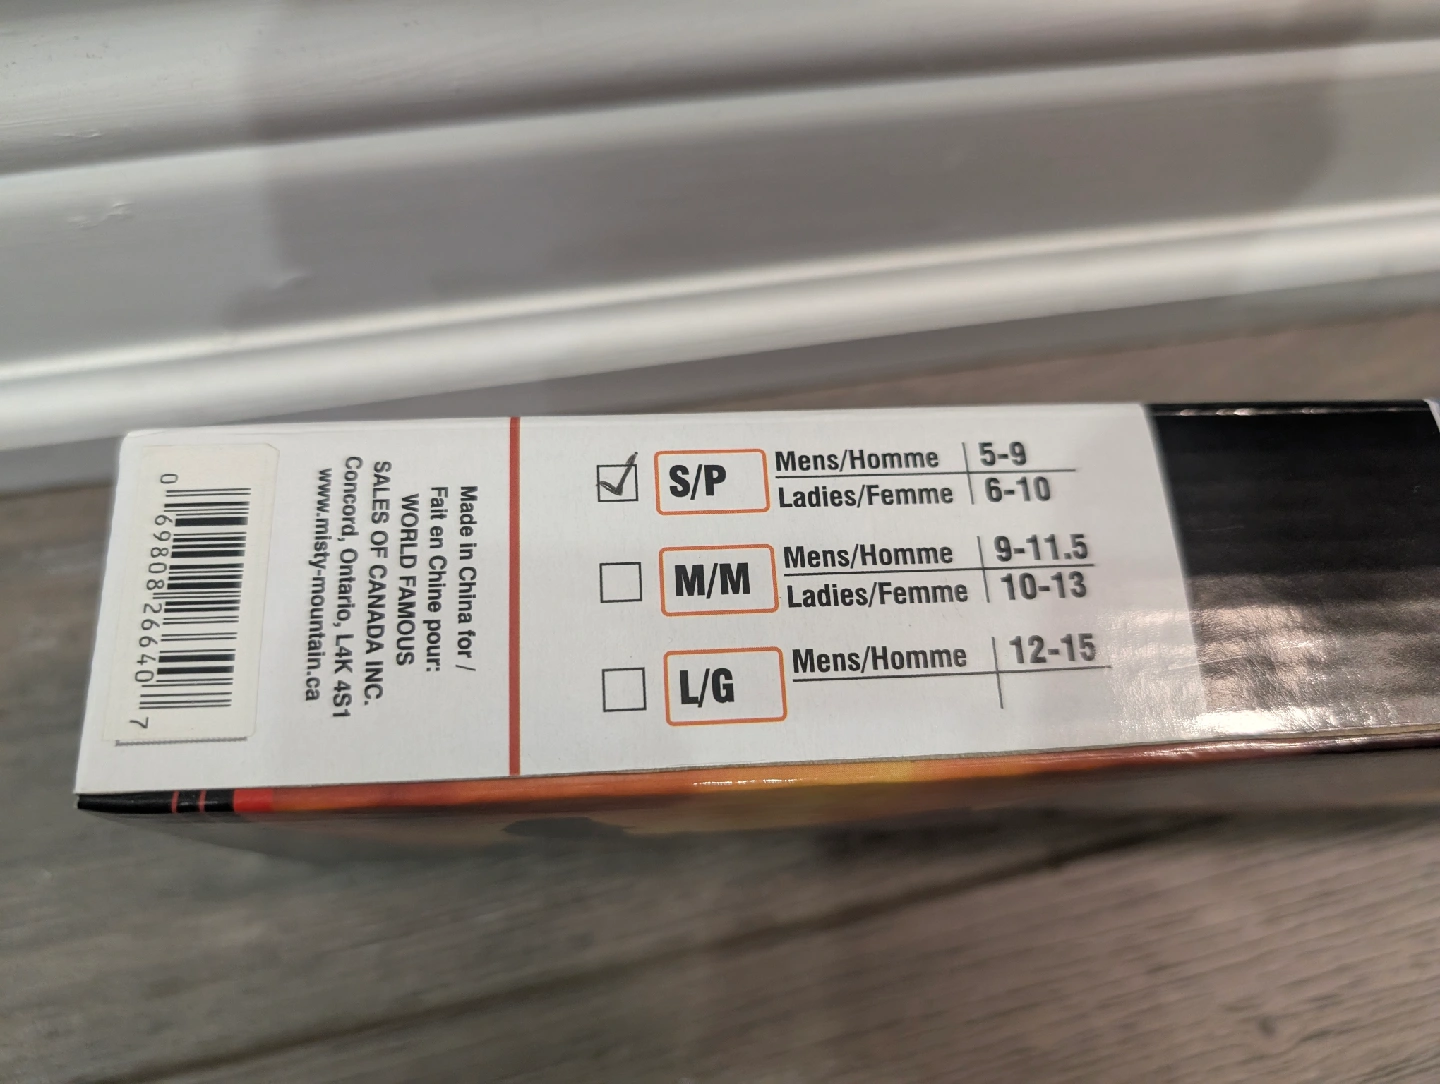 S/P
Mens/Homme 5-9
Ladies/Femme 6-10
M/M
Mens/Homme 9-11.5
Ladies/Femme 10-13
L/G
Mens/Homme 12-15
Made in China for /
Fait en Chine pour:
WORLD FAMOUS
SALES OF CANADA INC.
Concord, Ontario, L4K 4S1
www.misty-mountain.ca
0 69808 26640 7